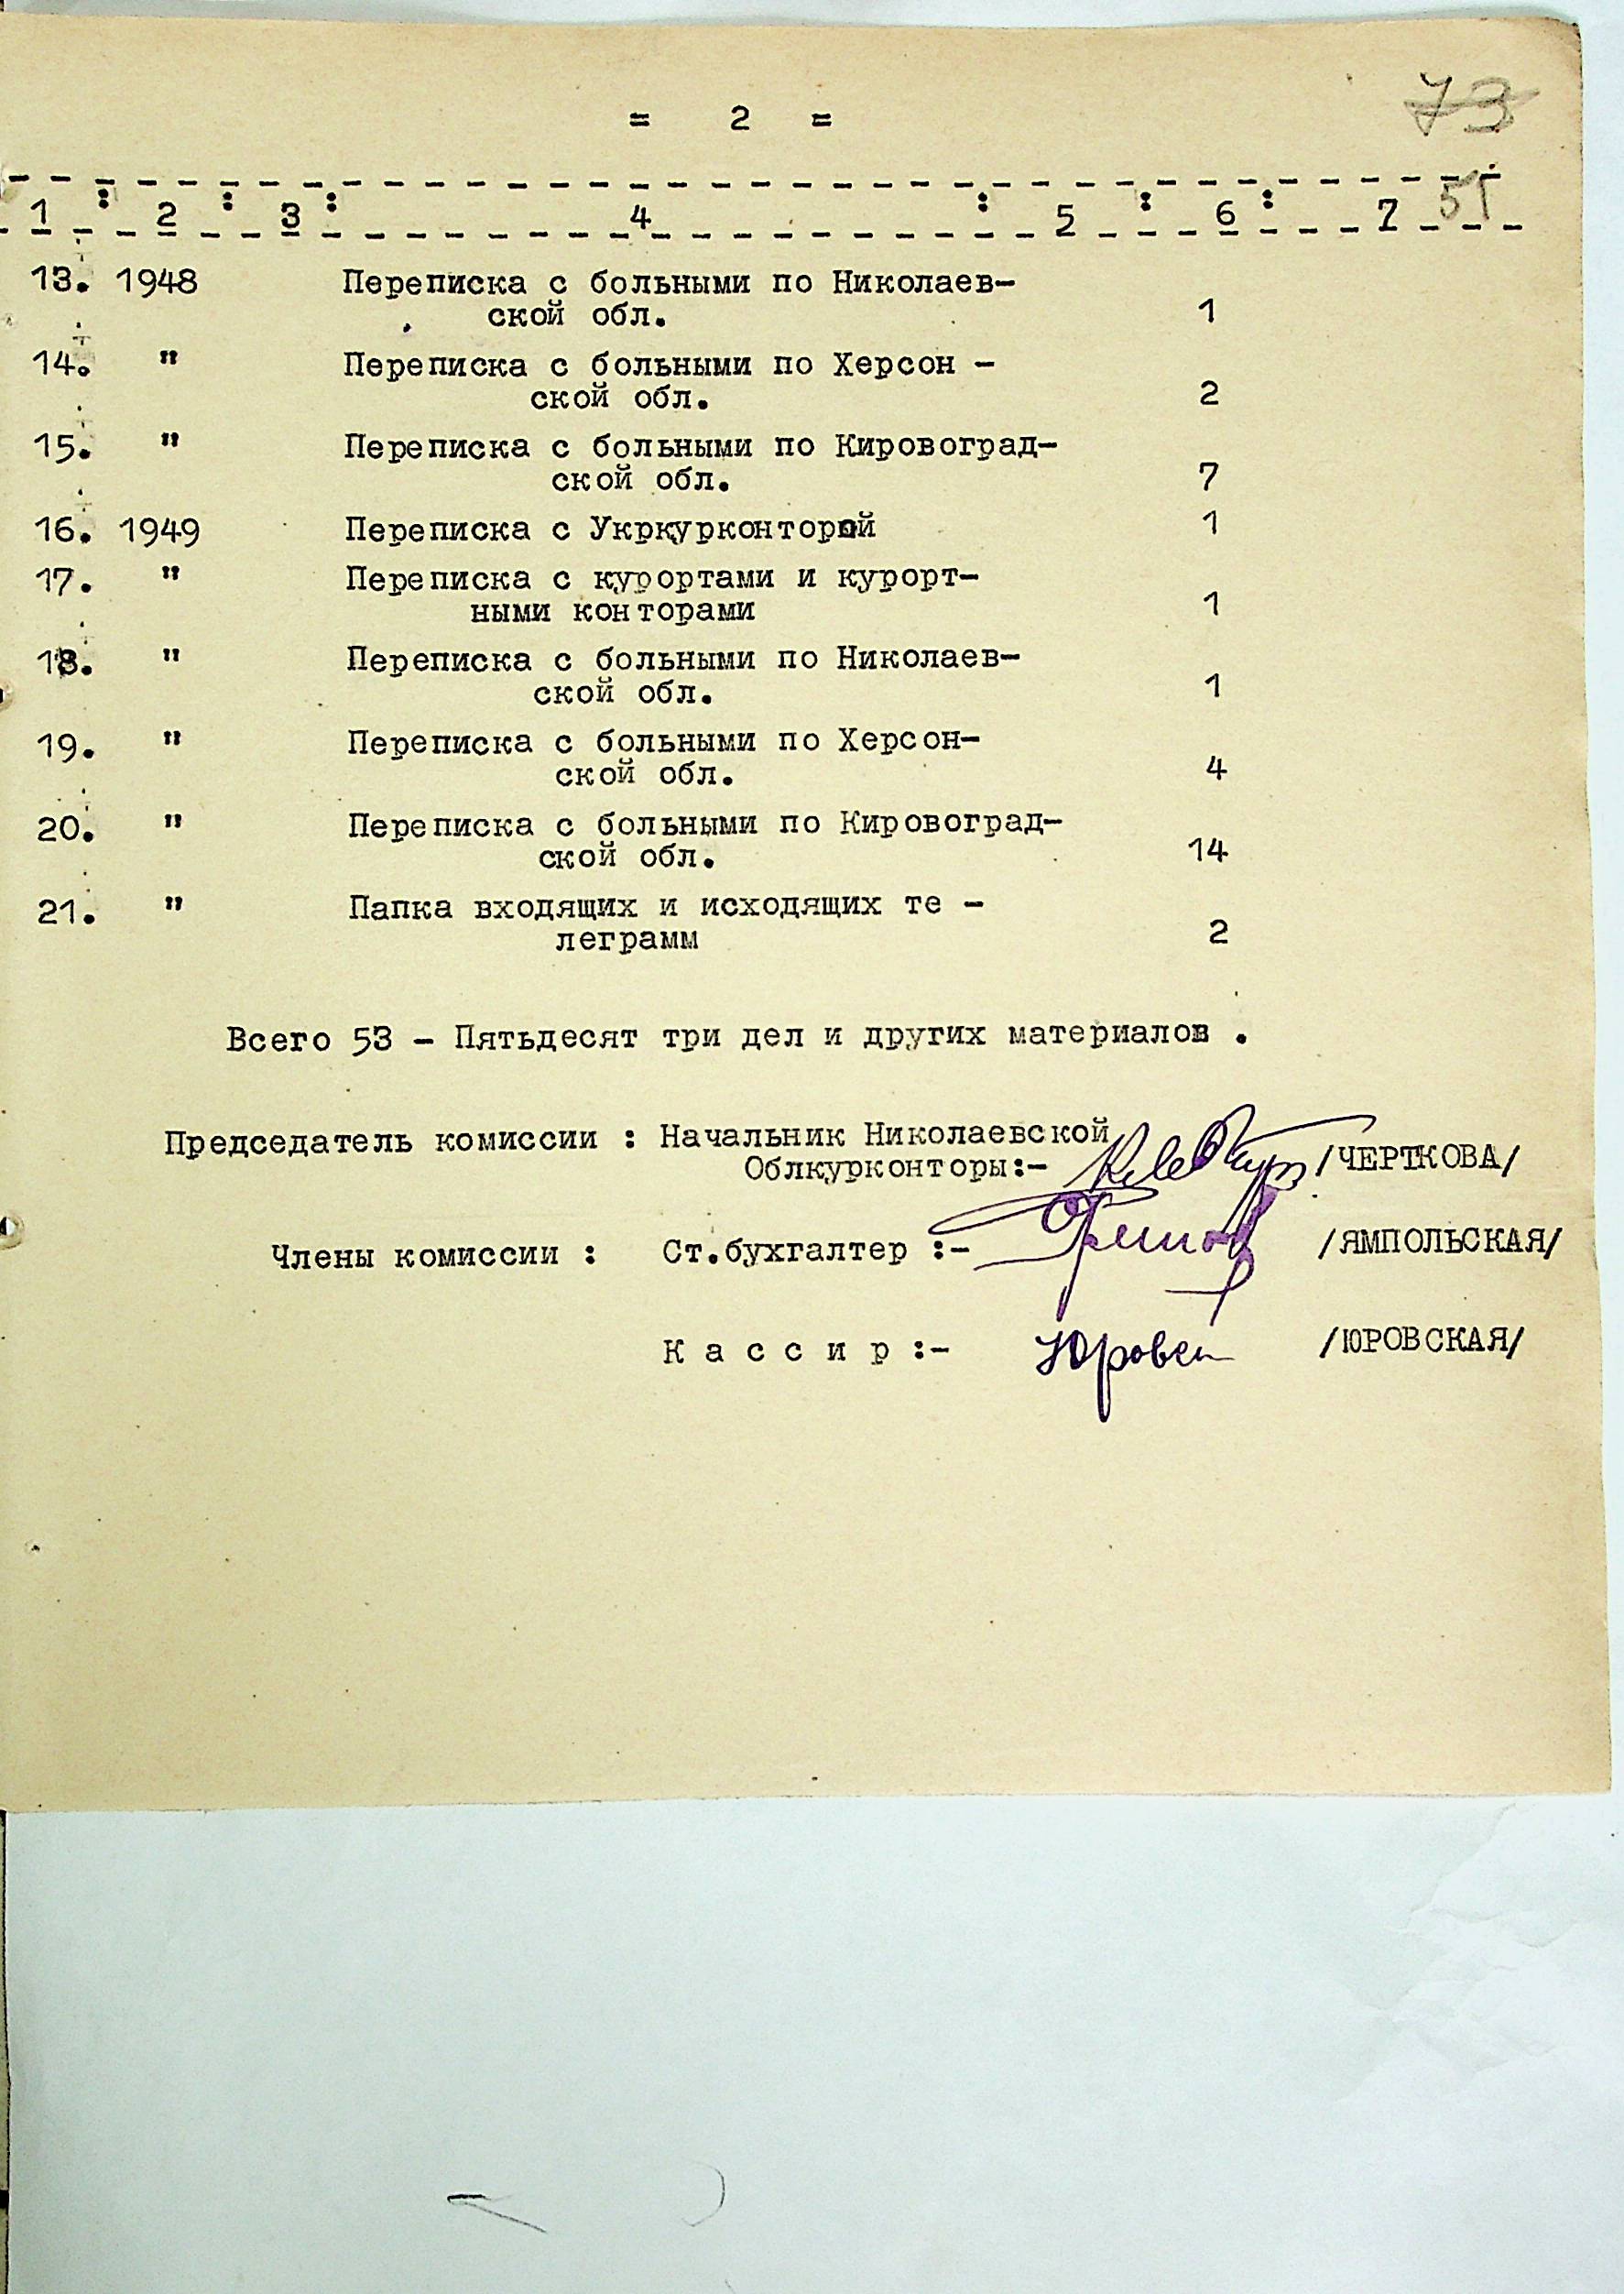 73
= 2 =
1 : 2 : 3 : 4 : 5 : 6 : 7
51
13. 1948 Переписка с больными по Николаев-
ской обл. 1
14. " Переписка с больными по Херсон -
ской обл. 2
15. " Переписка с больными по Кировоград-
ской обл. 7
16. 1949 Переписка с Укркурконторой 1
17. " Переписка с курортами и курорт-
ными конторами 1
18. " Переписка с больными по Николаев-
ской обл. 1
19. " Переписка с больными по Херсон-
ской обл. 4
20. " Переписка с больными по Кировоград-
ской обл. 14
21. " Папка входящих и исходящих те -
леграмм 2
Всего 53 - Пятьдесят три дел и других материалов .
Председатель комиссии : Начальник Николаевской
Облкурконторы:- /ЧЕРТКОВА/
Члены комиссии : Ст.бухгалтер :- /ЯМПОЛЬСКАЯ/
К а с с и р :- /ЮРОВСКАЯ/